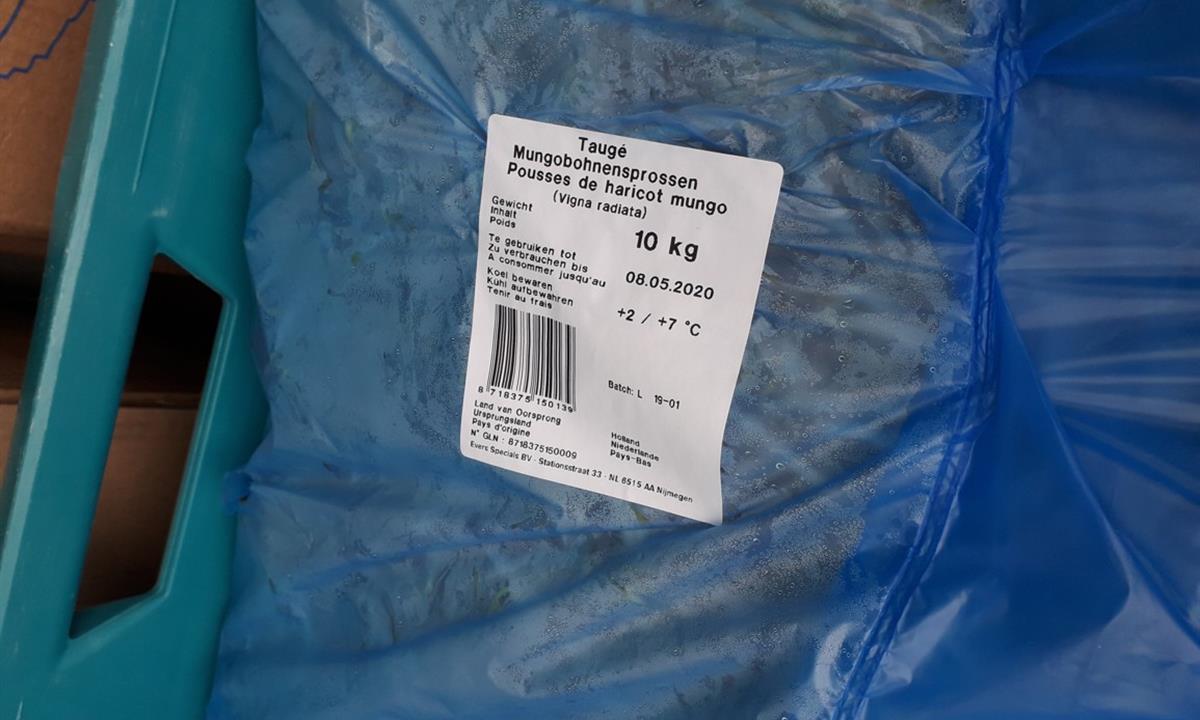 Taugé
Mungobohnensprossen
Pousses de haricot mungo
(Vigna radiata)
Gewicht
Inhalt
Poids
10 kg
Te gebruiken tot
Zu verbrauchen bis
A consommer jusqu'au
08.05.2020
Koel bewaren
Kühl aufbewahren
Tenir au frais
+2 / +7 °C
8 718375 150139
Batch: L 19-01
Land van Oorsprong
Ursprungsland
Pays d'origine
Holland
Niederlande
Pays-Bas
N° GLN : 8718375150009
Evers Specials BV - Stationsstraat 33 - NL 6515 AA Nijmegen